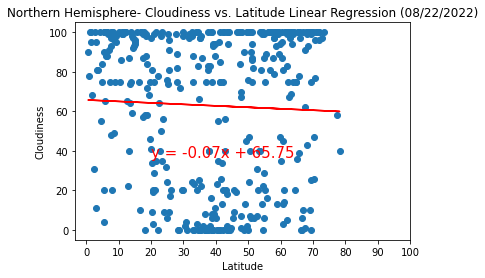 Northern Hemisphere- Cloudiness vs. Latitude Linear Regression (08/22/2022)
100
80
60
40
20
0
Cloudiness
y = -0.07x + 65.75
0 10 20 30 40 50 60 70 80 90 100
Latitude